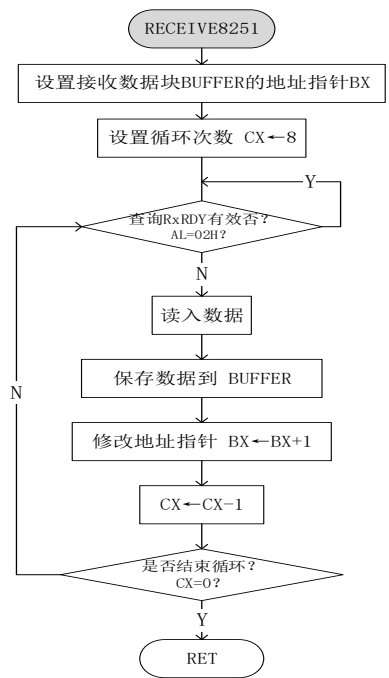 RECEIVE8251
设置接收数据块BUFFER的地址指针BX
设置循环次数 CX←8
Y
查询RxRDY有效否?
AL=02H?
N
读入数据
保存数据到 BUFFER
N
修改地址指针 BX←BX+1
CX←CX-1
是否结束循环?
CX=0?
Y
RET